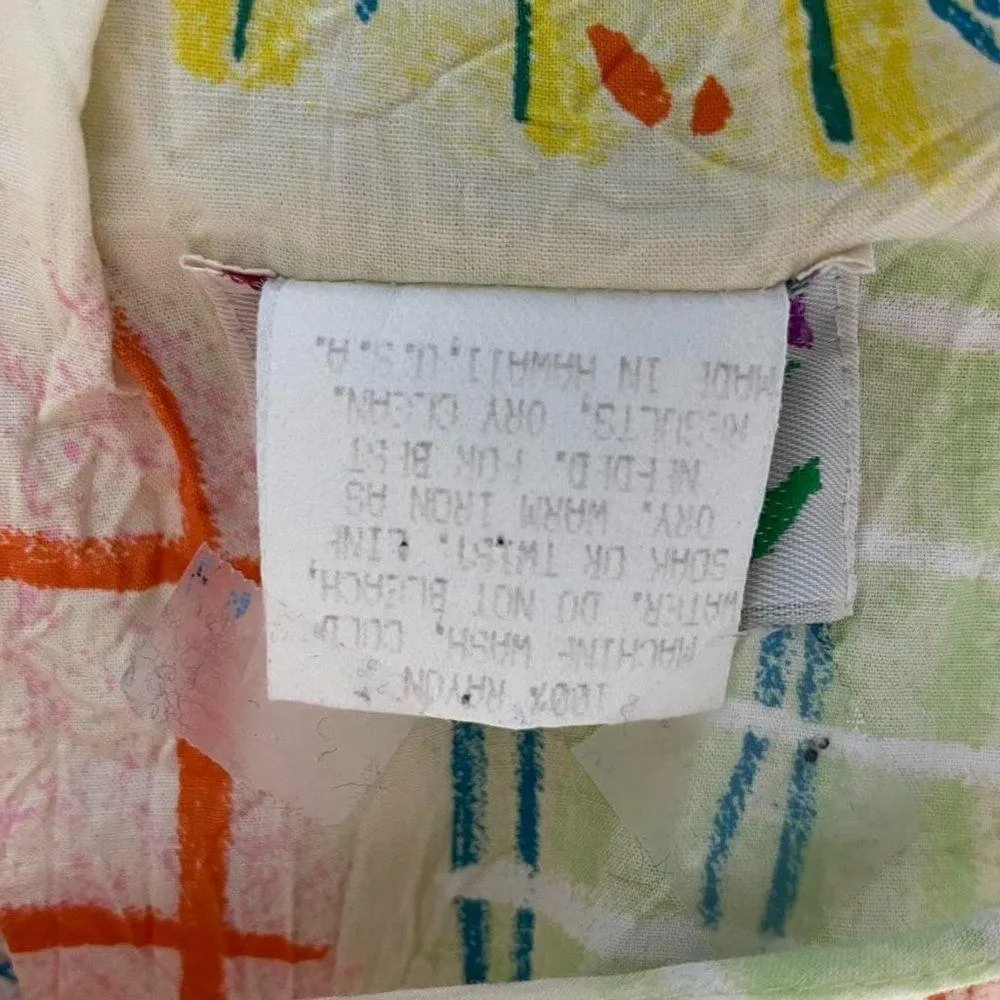 100% RAYON
MACHINE WASH, COLD
WATER. DO NOT BLEACH,
SOAK OR TWIST. LINE
DRY. WARM IRON AS
NEEDED. FOR BEST
RESULTS, DRY CLEAN.
MADE IN HAWAII, U.S.A.